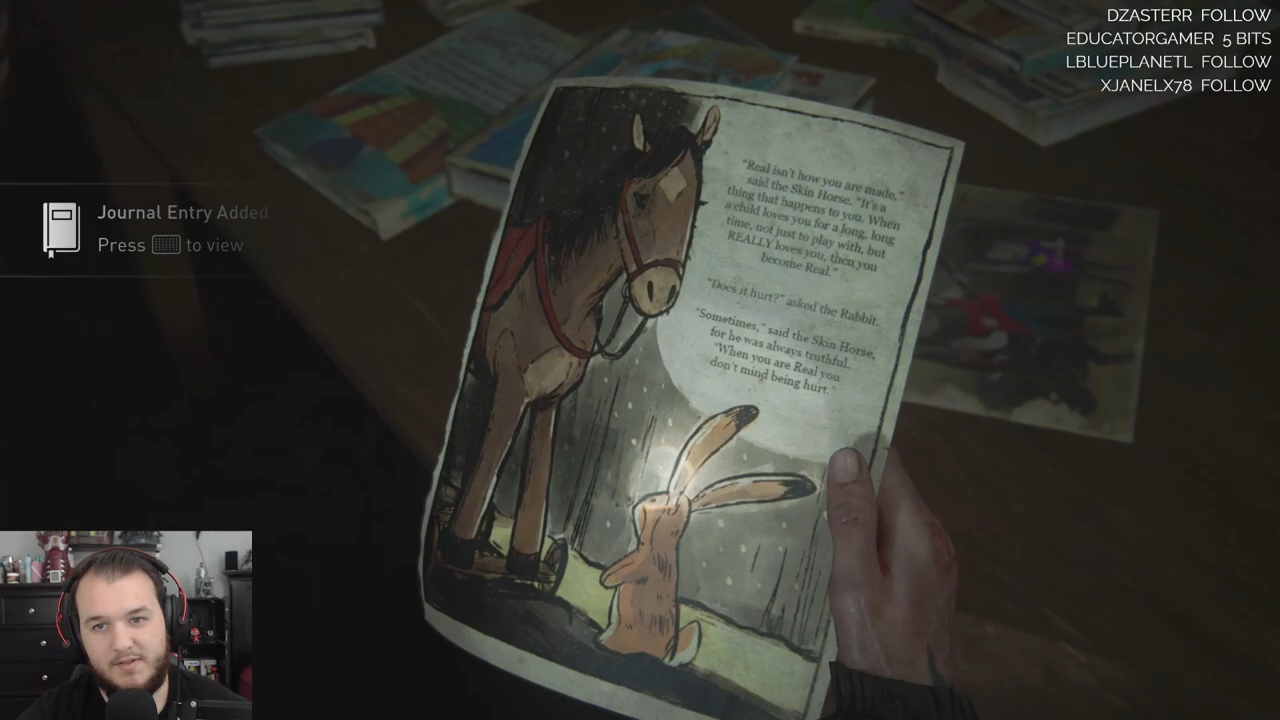 DZASTERR FOLLOW
EDUCATORGAMER 5 BITS
LBLUEPLANETL FOLLOW
XJANELX78 FOLLOW
Journal Entry Added
Press to view
"Real isn't how you are made,"
said the Skin Horse. "It's a
thing that happens to you. When
a child loves you for a long, long
time, not just to play with, but
REALLY loves you, then you
become Real."
"Does it hurt?" asked the Rabbit.
"Sometimes," said the Skin Horse,
for he was always truthful.
"When you are Real you
don't mind being hurt."